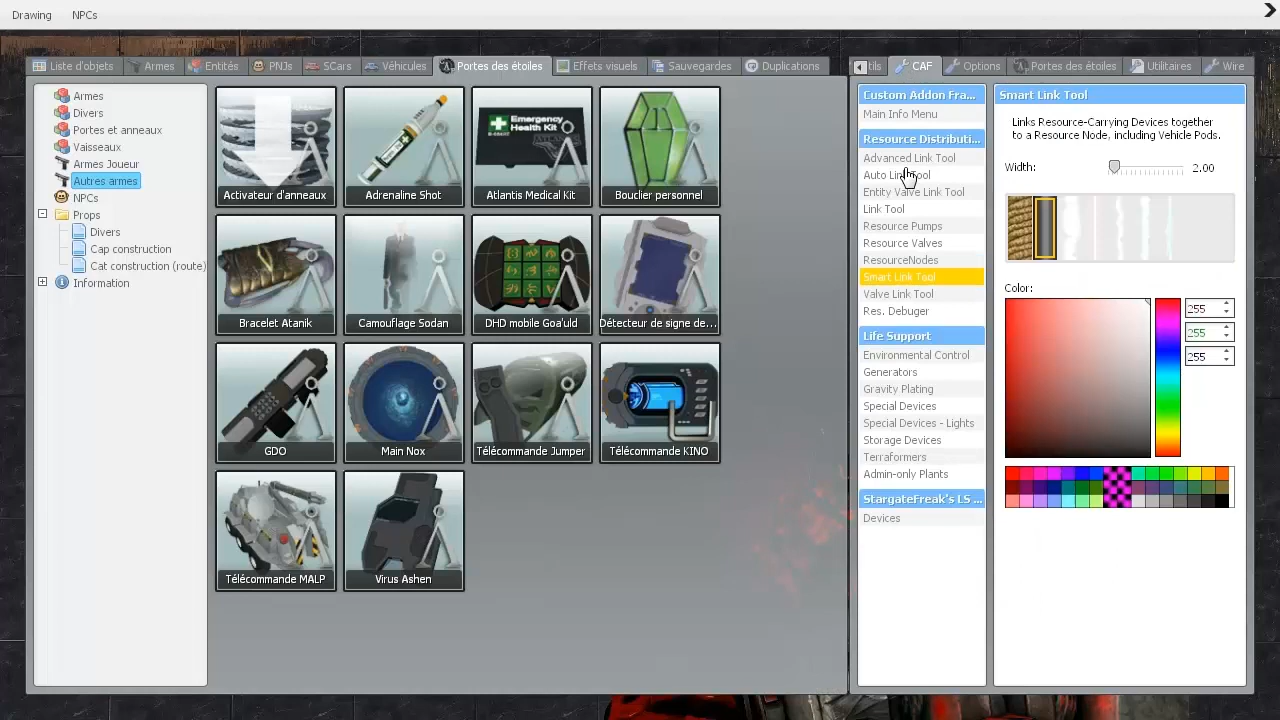 Drawing NPCs
Liste d'objets Armes Entités PNJs SCars Véhicules Portes des étoiles Effets visuels Sauvegardes Duplications
tils CAF Options Portes des étoiles Utilitaires Wire
Armes
Divers
Portes et anneaux
Vaisseaux
Armes Joueur
Autres armes
NPCs
Props
Divers
Cap construction
Cat construction (route)
Information
Emergency
Health Kit
Activateur d'anneaux
Adrenaline Shot
Atlantis Medical Kit
Bouclier personnel
Bracelet Atanik
Camouflage Sodan
DHD mobile Goa'uld
Détecteur de signe de...
GDO
Main Nox
Télécommande Jumper
Télécommande KINO
Télécommande MALP
Virus Ashen
Custom Addon Fra...
Main Info Menu
Resource Distributi...
Advanced Link Tool
Auto Link Tool
Entity Valve Link Tool
Link Tool
Resource Pumps
Resource Valves
ResourceNodes
Smart Link Tool
Valve Link Tool
Res. Debuger
Life Support
Environmental Control
Generators
Gravity Plating
Special Devices
Special Devices - Lights
Storage Devices
Terraformers
Admin-only Plants
StargateFreak's LS ...
Devices
Smart Link Tool
Links Resource-Carrying Devices together
to a Resource Node, including Vehicle Pods.
Width: 2.00
Color:
255
255
255